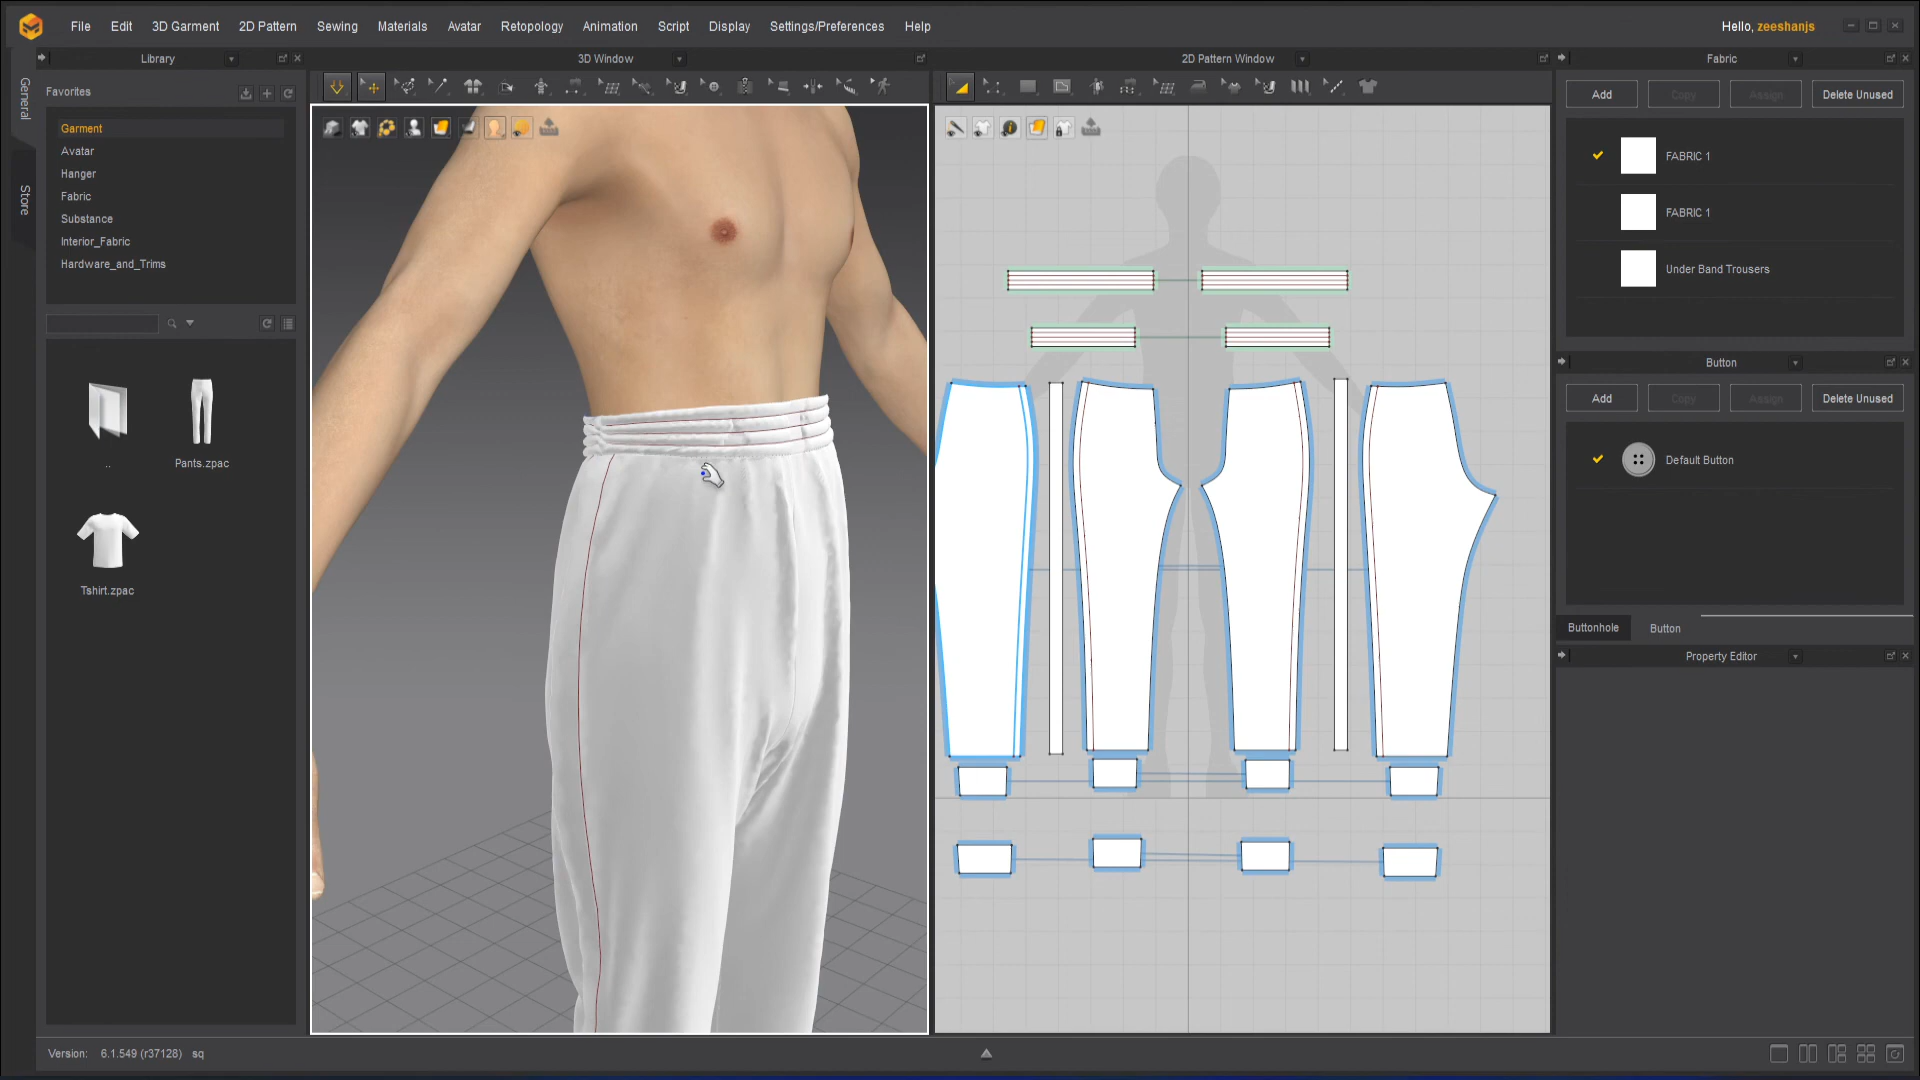 File Edit 3D Garment 2D Pattern Sewing Materials Avatar Retopology Animation Script Display Settings/Preferences Help
Hello, zeeshanjs
Library
3D Window
2D Pattern Window
Fabric
General
Store
Favorites
Garment
Avatar
Hanger
Fabric
Substance
Interior_Fabric
Hardware_and_Trims
..
Pants.zpac
Tshirt.zpac
Add Copy Assign Delete Unused
FABRIC 1
FABRIC 1
Under Band Trousers
Button
Add Copy Assign Delete Unused
Default Button
Buttonhole Button
Property Editor
Version: 6.1.549 (r37128) sq